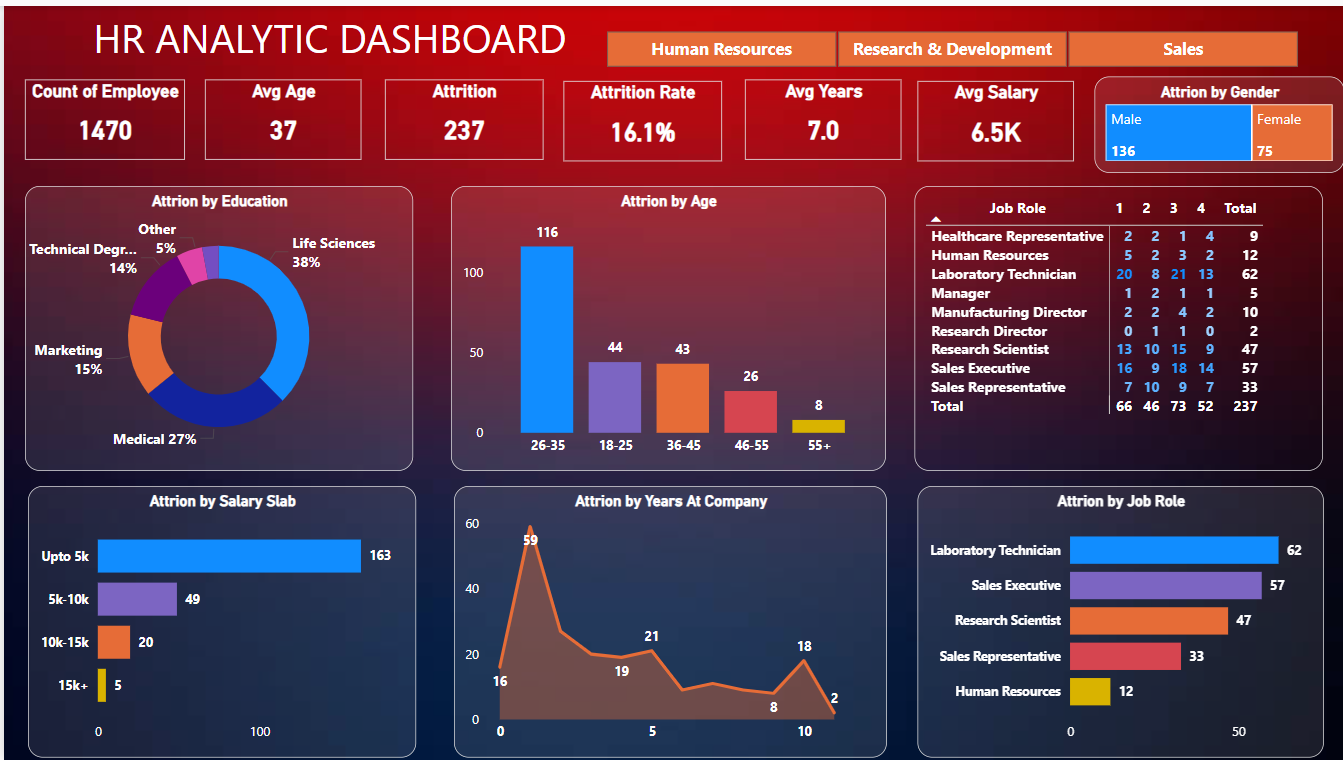 HR ANALYTIC DASHBOARD
Human Resources
Research & Development
Sales
Count of Employee
1470
Avg Age
37
Attrition
237
Attrition Rate
16.1%
Avg Years
7.0
Avg Salary
6.5K
Attrion by Gender
Male
136
Female
75
Attrion by Education
Other
5%
Technical Degr...
14%
Life Sciences
38%
Marketing
15%
Medical 27%
Attrion by Age
116
100
44
43
50
26
8
0
26-35 18-25 36-45 46-55 55+
Job Role 1 2 3 4 Total
Healthcare Representative 2 2 1 4 9
Human Resources 5 2 3 2 12
Laboratory Technician 20 8 21 13 62
Manager 1 2 1 1 5
Manufacturing Director 2 2 4 2 10
Research Director 0 1 1 0 2
Research Scientist 13 10 15 9 47
Sales Executive 16 9 18 14 57
Sales Representative 7 10 9 7 33
Total 66 46 73 52 237
Attrion by Salary Slab
Upto 5k 163
5k-10k 49
10k-15k 20
15k+ 5
0 100
Attrion by Years At Company
60
59
40
21
20
18
19
16
8
2
0
0 5 10
Attrion by Job Role
Laboratory Technician 62
Sales Executive 57
Research Scientist 47
Sales Representative 33
Human Resources 12
0 50